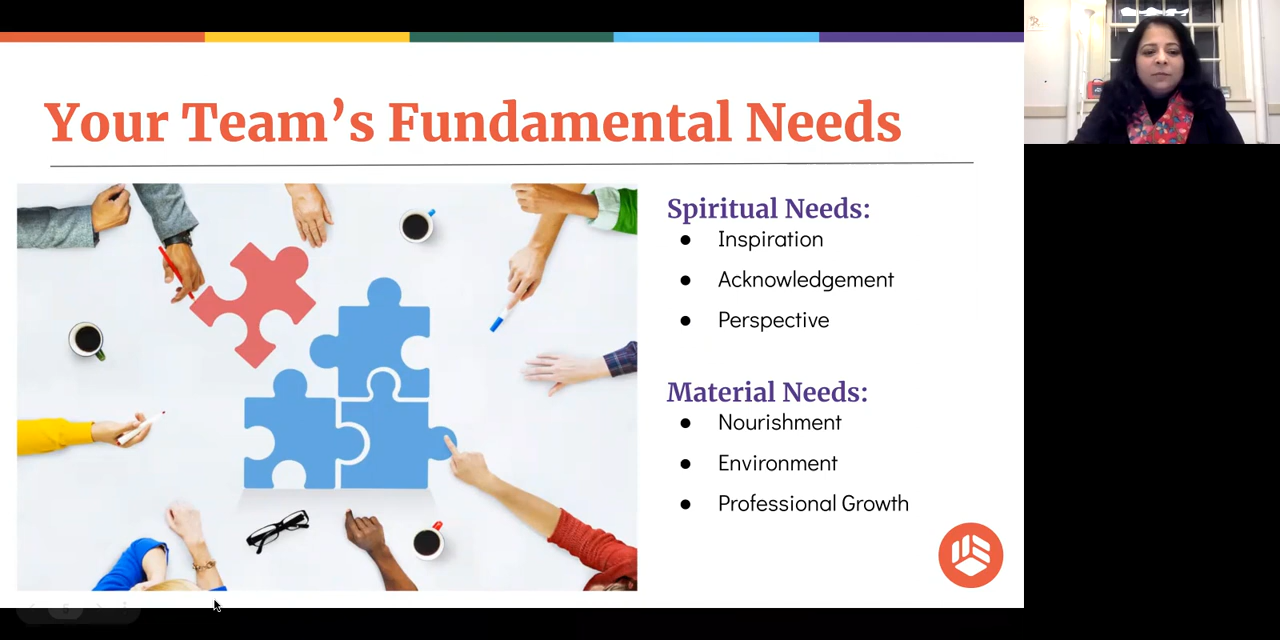 Your Team’s Fundamental Needs
Spiritual Needs:
● Inspiration
● Acknowledgement
● Perspective
Material Needs:
● Nourishment
● Environment
● Professional Growth